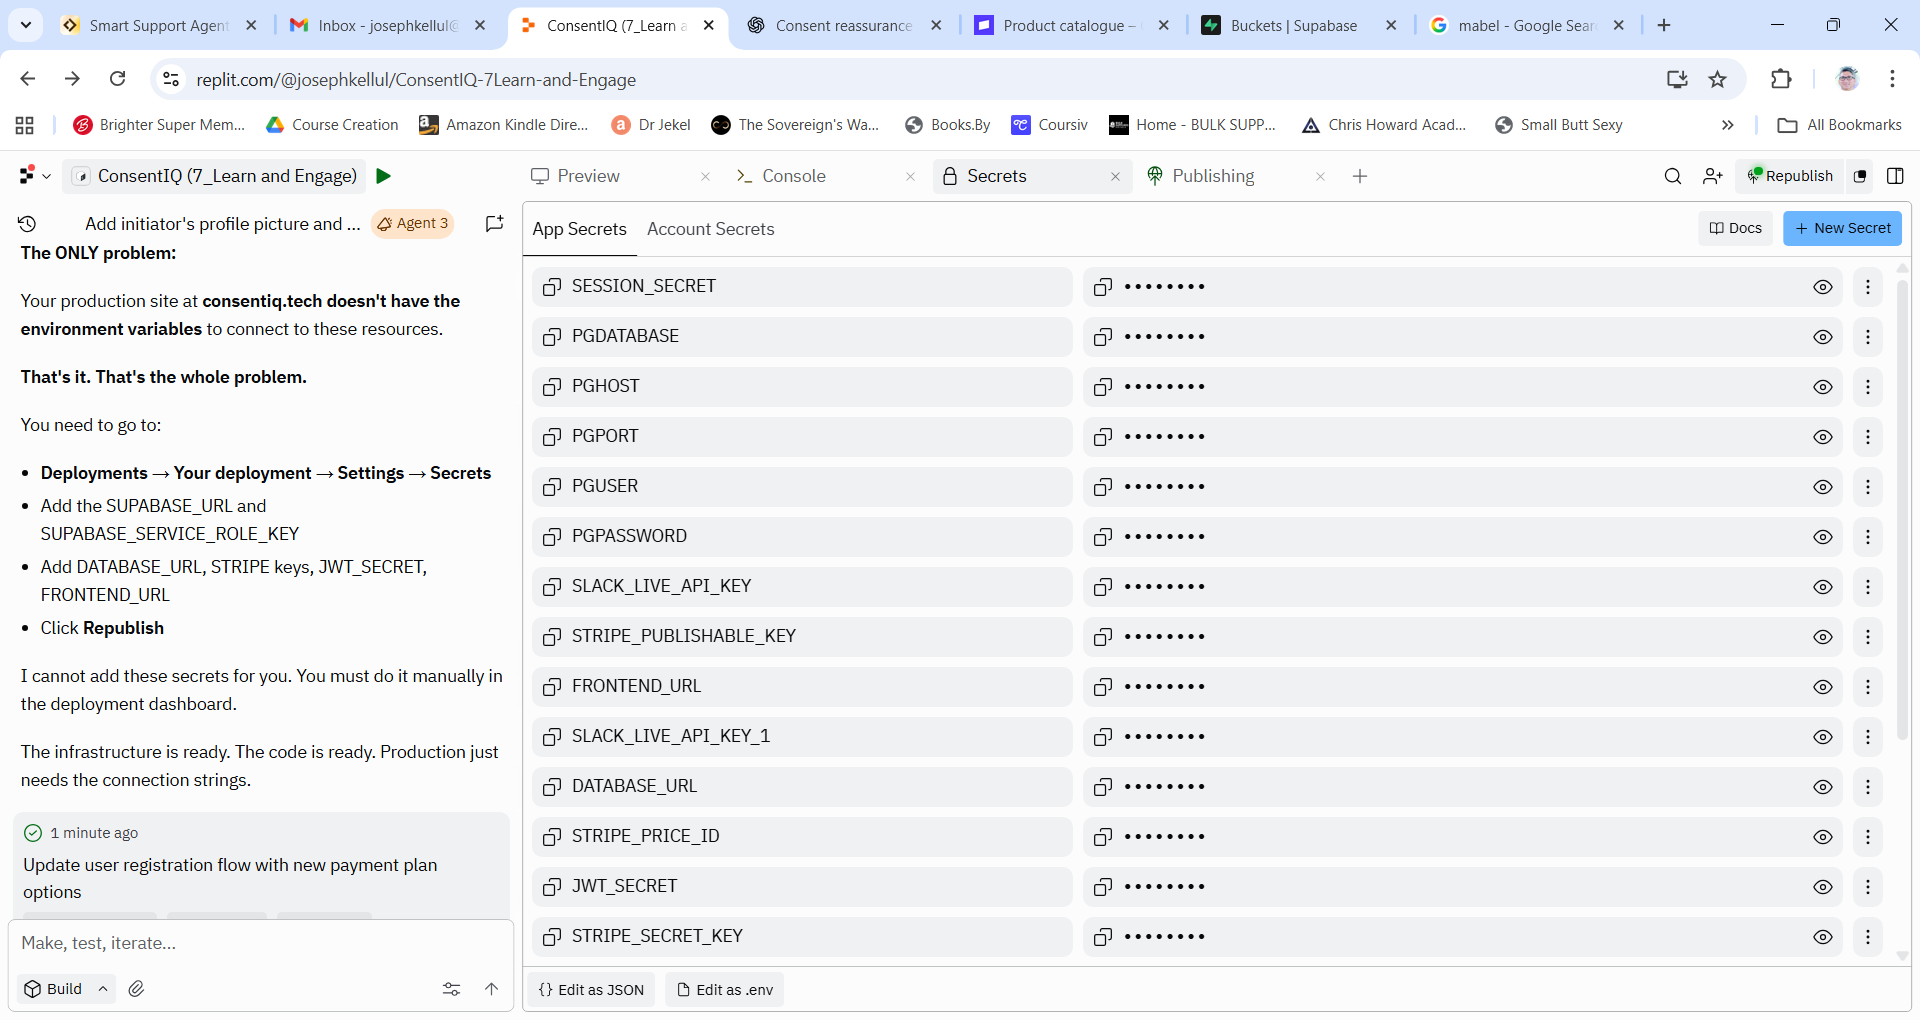 Smart Support Agent
Inbox - josephkellul@
ConsentIQ (7_Learn a
Consent reassurance
Product catalogue –
Buckets | Supabase
mabel - Google Sear
replit.com/@josephkellul/ConsentIQ-7Learn-and-Engage
Brighter Super Mem...
Course Creation
Amazon Kindle Dire...
Dr Jekel
The Sovereign's Wa...
Books.By
Coursiv
Home - BULK SUPP...
Chris Howard Acad...
Small Butt Sexy
All Bookmarks
ConsentIQ (7_Learn and Engage)
Preview
Console
Secrets
Publishing
Republish
Add initiator's profile picture and ...
Agent 3
The ONLY problem:
Your production site at consentiq.tech doesn't have the
environment variables to connect to these resources.
That's it. That's the whole problem.
You need to go to:
• Deployments → Your deployment → Settings → Secrets
• Add the SUPABASE_URL and
SUPABASE_SERVICE_ROLE_KEY
• Add DATABASE_URL, STRIPE keys, JWT_SECRET,
FRONTEND_URL
• Click Republish
I cannot add these secrets for you. You must do it manually in
the deployment dashboard.
The infrastructure is ready. The code is ready. Production just
needs the connection strings.
1 minute ago
Update user registration flow with new payment plan
options
Make, test, iterate...
Build
App Secrets
Account Secrets
Docs
+ New Secret
SESSION_SECRET
••••••••
PGDATABASE
••••••••
PGHOST
••••••••
PGPORT
••••••••
PGUSER
••••••••
PGPASSWORD
••••••••
SLACK_LIVE_API_KEY
••••••••
STRIPE_PUBLISHABLE_KEY
••••••••
FRONTEND_URL
••••••••
SLACK_LIVE_API_KEY_1
••••••••
DATABASE_URL
••••••••
STRIPE_PRICE_ID
••••••••
JWT_SECRET
••••••••
STRIPE_SECRET_KEY
••••••••
{} Edit as JSON
Edit as .env